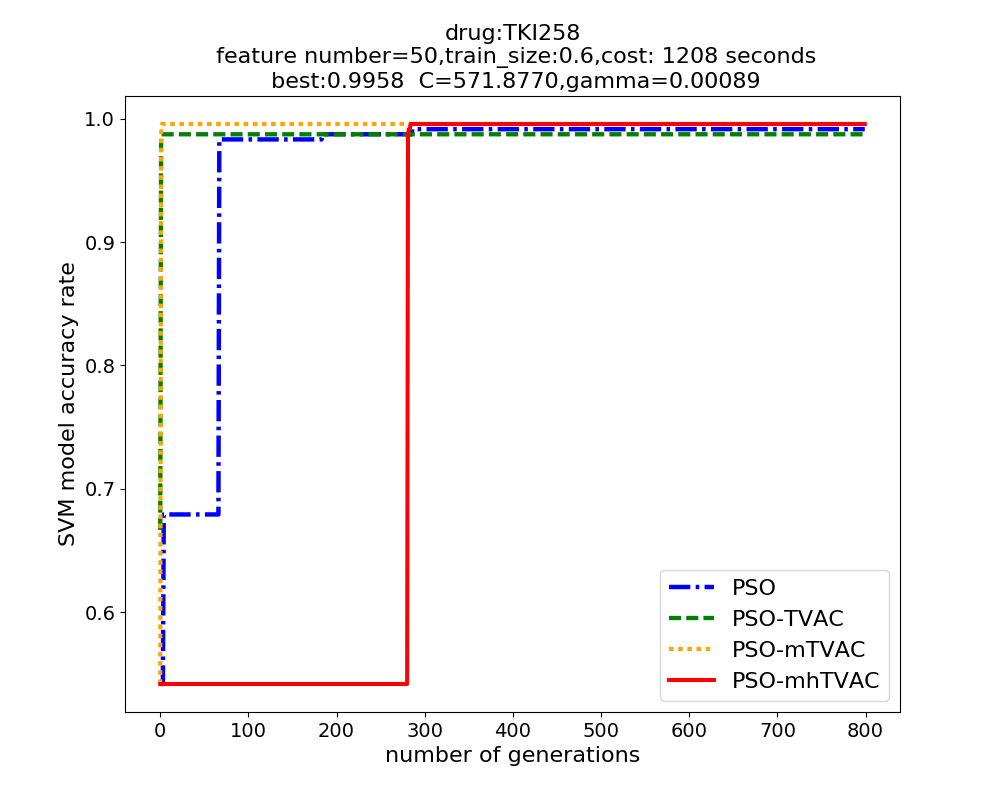 drug:TKI258
feature number=50,train_size:0.6,cost: 1208 seconds
best:0.9958  C=571.8770,gamma=0.00089
1.0
0.9
0.8
0.7
0.6
SVM model accuracy rate
PSO
PSO-TVAC
PSO-mTVAC
PSO-mhTVAC
0 100 200 300 400 500 600 700 800
number of generations